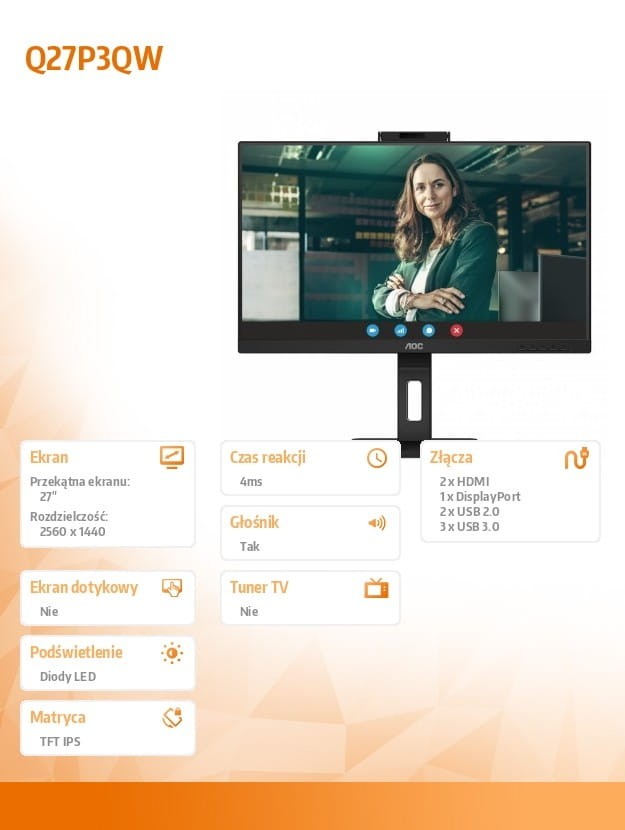 Q27P3QW
AOC
Ekran
Przekątna ekranu:
27"
Rozdzielczość:
2560 x 1440
Czas reakcji
4ms
Złącza
2 x HDMI
1 x DisplayPort
2 x USB 2.0
3 x USB 3.0
Głośnik
Tak
Ekran dotykowy
Nie
Tuner TV
Nie
Podświetlenie
Diody LED
Matryca
TFT IPS